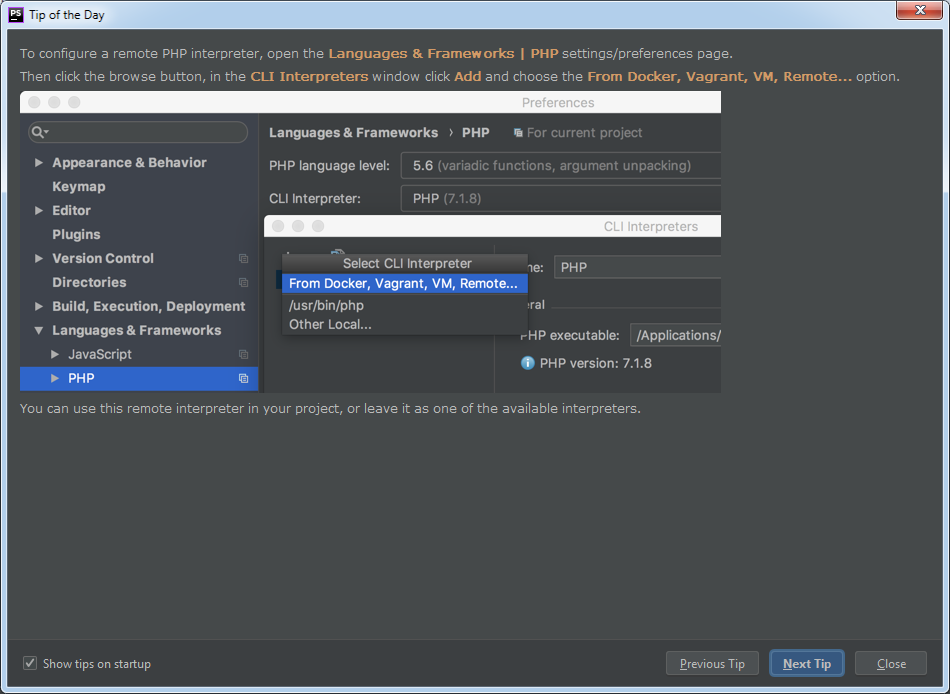 PS Tip of the Day
To configure a remote PHP interpreter, open the Languages & Frameworks | PHP settings/preferences page.
Then click the browse button, in the CLI Interpreters window click Add and choose the From Docker, Vagrant, VM, Remote... option.
Preferences
Languages & Frameworks › PHP For current project
Appearance & Behavior
PHP language level: 5.6 (variadic functions, argument unpacking)
Keymap
CLI Interpreter: PHP (7.1.8)
Editor
Plugins
CLI Interpreters
Version Control
Select CLI Interpreter
me: PHP
Directories
From Docker, Vagrant, VM, Remote...
Build, Execution, Deployment
/usr/bin/php
eral
Languages & Frameworks
Other Local...
PHP executable: /Applications/
JavaScript
PHP version: 7.1.8
PHP
You can use this remote interpreter in your project, or leave it as one of the available interpreters.
Show tips on startup
Previous Tip Next Tip Close